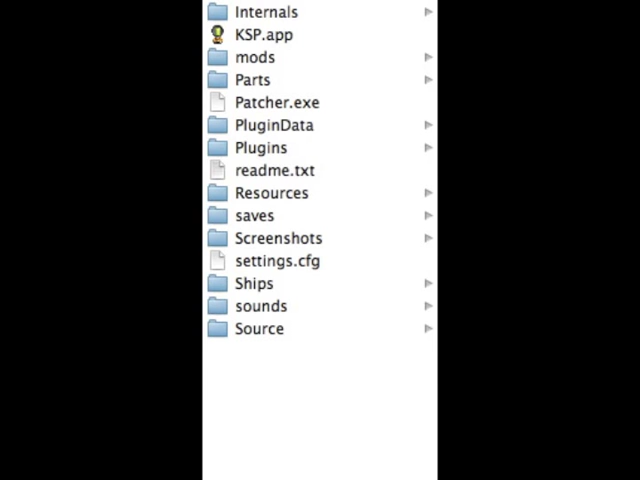 Internals
KSP.app
mods
Parts
Patcher.exe
PluginData
Plugins
readme.txt
Resources
saves
Screenshots
settings.cfg
Ships
sounds
Source